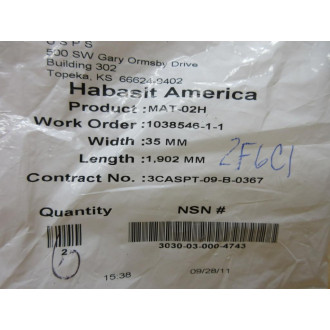 U S P S
500 SW Gary Ormsby Drive
Building 302
Topeka, KS 66624-9402
Habasit America
Product : MAT-02H
Work Order : 1038546-1-1
Width : 35 MM
Length : 1,902 MM
2F6C1
Contract No. : 3CASPT-09-B-0367
Quantity NSN #
2
3030-03-000-4743
15.38 09/28/11